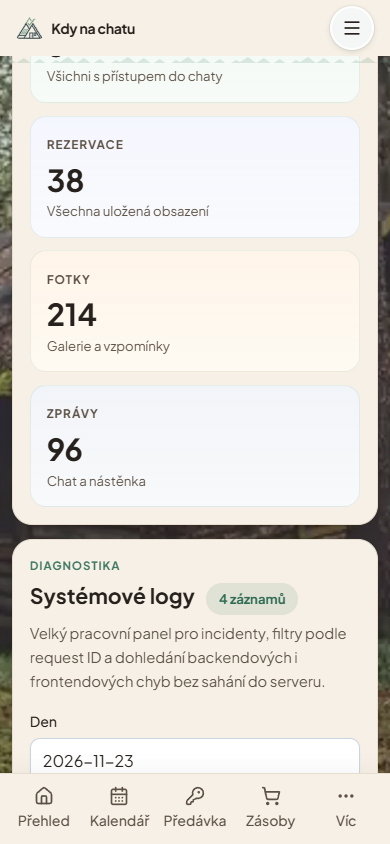 Kdy na chatu
Všichni s přístupem do chaty
REZERVACE
38
Všechna uložená obsazení
FOTKY
214
Galerie a vzpomínky
ZPRÁVY
96
Chat a nástěnka
DIAGNOSTIKA
Systémové logy
4 záznamů
Velký pracovní panel pro incidenty, filtry podle
request ID a dohledání backendových i
frontendových chyb bez sahání do serveru.
Den
2026-11-23
Přehled
Kalendář
Předávka
Zásoby
Víc